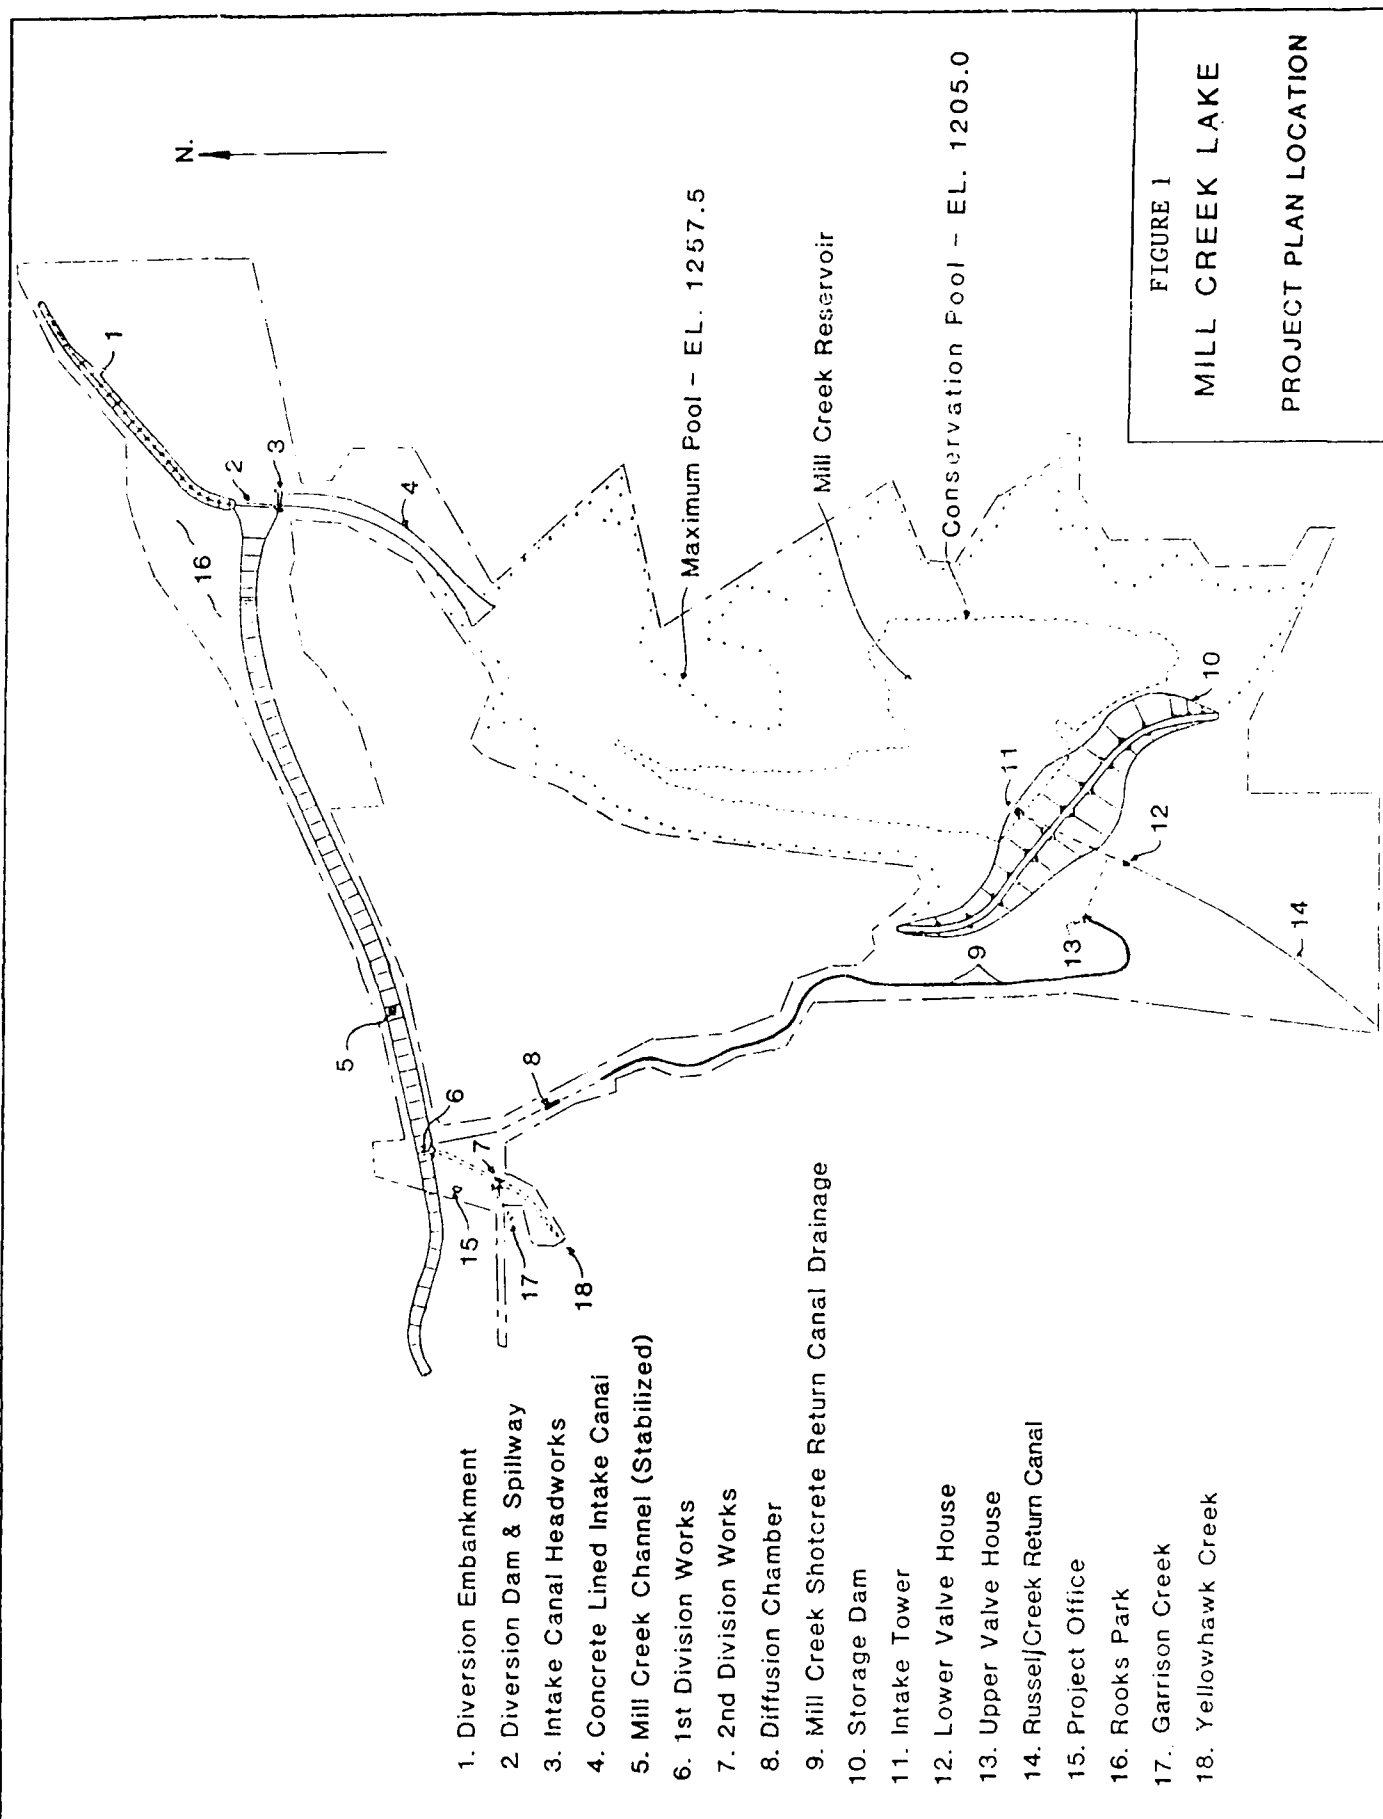 N.
1
2
3
4
16
5
6
7
8
15
17
18
Maximum Pool - EL. 1257.5
Mill Creek Reservoir
Conservation Pool - EL. 1205.0
10
11
12
13
9
14
1. Diversion Embankment
2 Diversion Dam & Spillway
3. Intake Canal Headworks
4. Concrete Lined Intake Canal
5. Mill Creek Channel (Stabilized)
6. 1st Division Works
7. 2nd Division Works
8. Diffusion Chamber
9. Mill Creek Shotcrete Return Canal Drainage
10. Storage Dam
11. Intake Tower
12. Lower Valve House
13. Upper Valve House
14. Russel/Creek Return Canal
15. Project Office
16. Rooks Park
17. Garrison Creek
18. Yellowhawk Creek
FIGURE 1
MILL CREEK LAKE
PROJECT PLAN LOCATION